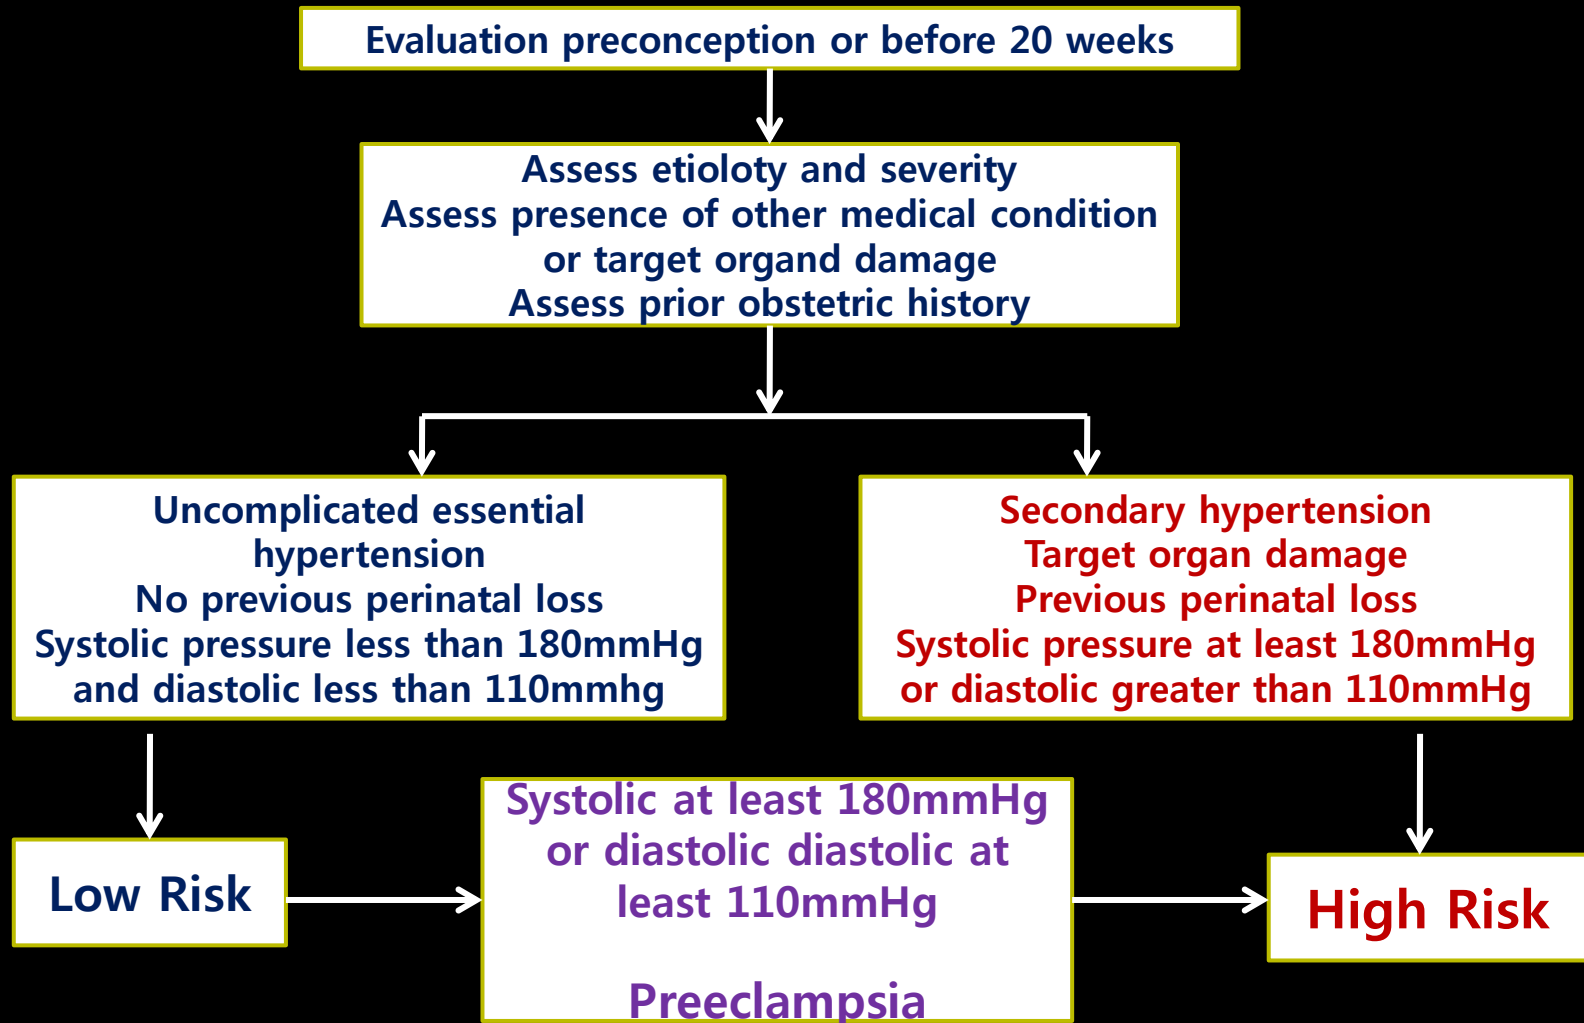 Evaluation preconception or before 20 weeks
Assess etioloty and severity
Assess presence of other medical condition
or target organd damage
Assess prior obstetric history
Uncomplicated essential
hypertension
No previous perinatal loss
Systolic pressure less than 180mmHg
and diastolic less than 110mmhg
Secondary hypertension
Target organ damage
Previous perinatal loss
Systolic pressure at least 180mmHg
or diastolic greater than 110mmHg
Low Risk
Systolic at least 180mmHg
or diastolic diastolic at
least 110mmHg
Preeclampsia
High Risk